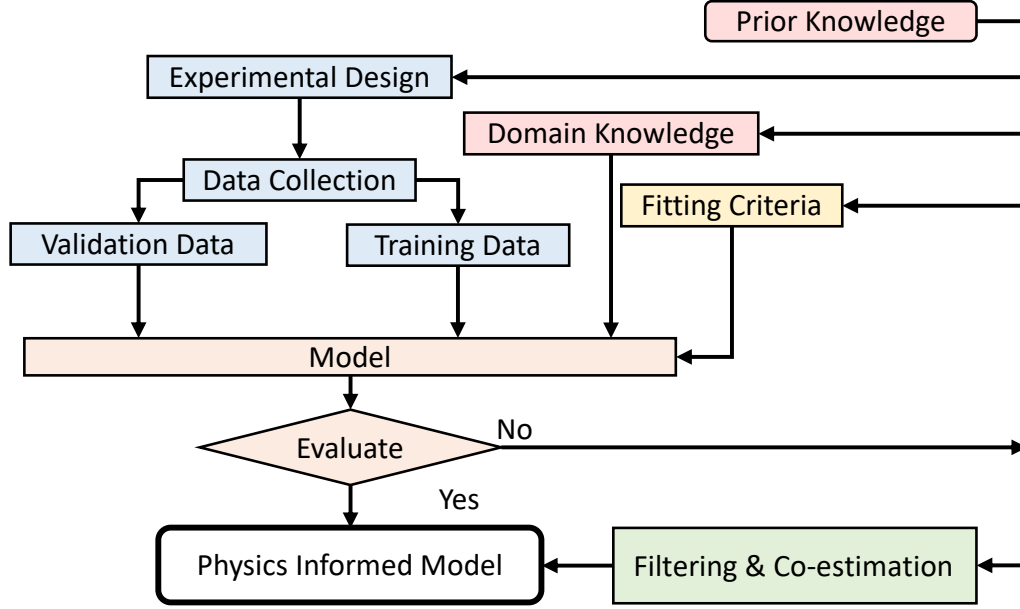 Prior Knowledge
Experimental Design
Domain Knowledge
Data Collection
Fitting Criteria
Validation Data
Training Data
Model
Evaluate
No
Yes
Physics Informed Model
Filtering & Co-estimation